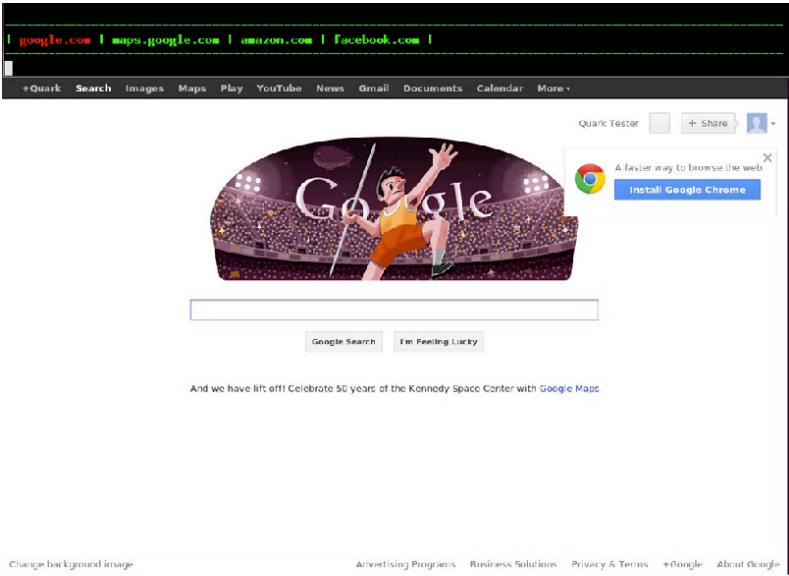 | google.com | maps.google.com | amazon.com | facebook.com |
+Quark Search Images Maps Play YouTube News Gmail Documents Calendar More
Quark Tester + Share
A faster way to browse the web
Install Google Chrome
Google
Google Search I'm Feeling Lucky
And we have lift off! Celebrate 50 years of the Kennedy Space Center with Google Maps
Change background image Advertising Programs Business Solutions Privacy & Terms +Google About Google